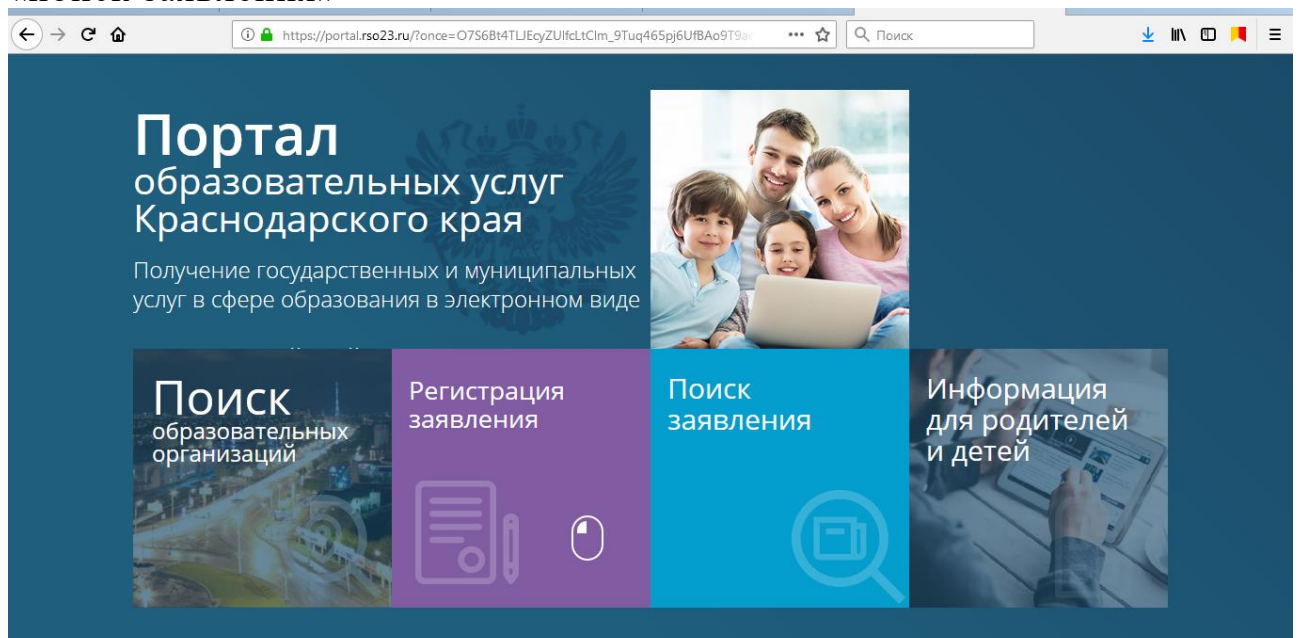 https://portal.rso23.ru/?once=O7S6Bt4TLJEcyZUIfcLtClm_9Tuq465pj6UfBAo9T9a
Поиск
Портал
образовательных услуг
Краснодарского края
Получение государственных и муниципальных
услуг в сфере образования в электронном виде
Поиск
образовательных
организаций
Регистрация
заявления
Поиск
заявления
Информация
для родителей
и детей